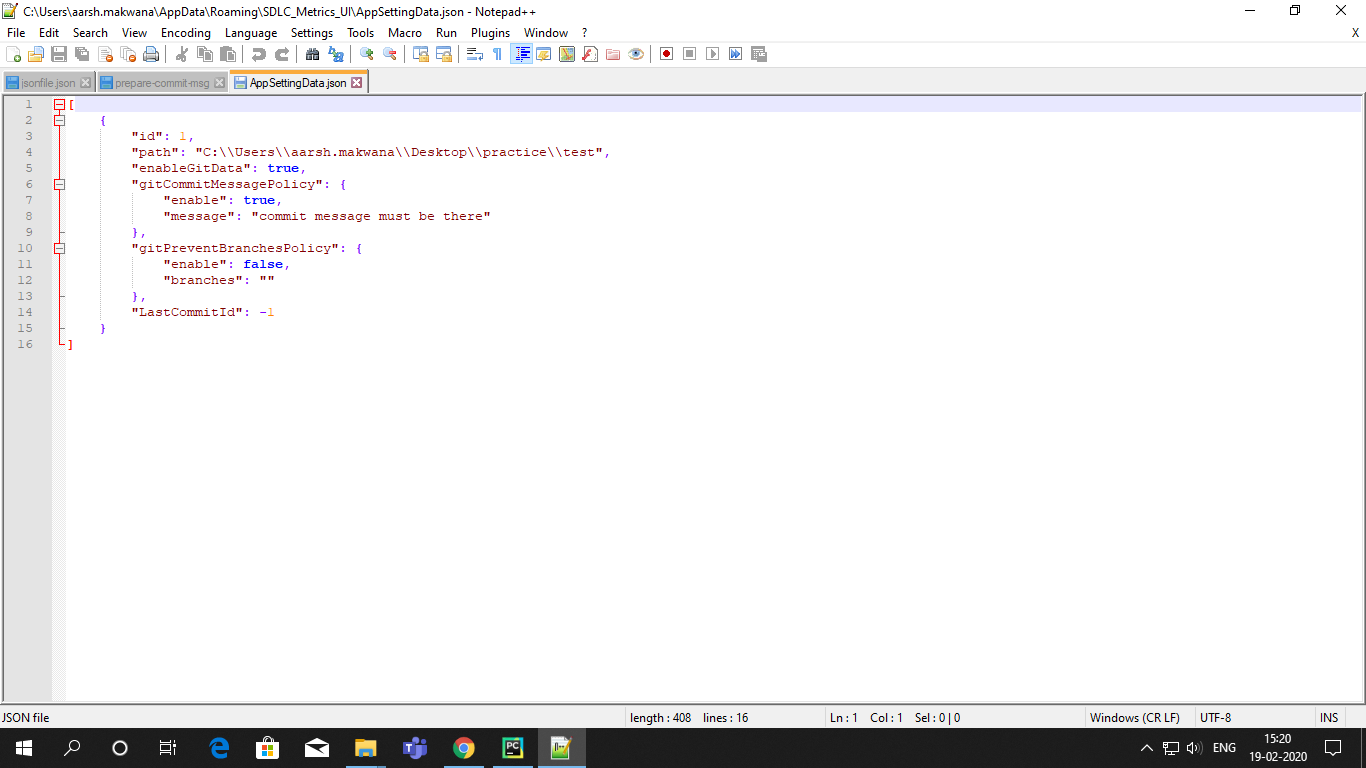 C:\Users\aarsh.makwana\AppData\Roaming\SDLC_Metrics_UI\AppSettingData.json - Notepad++
File Edit Search View Encoding Language Settings Tools Macro Run Plugins Window ? X
jsonfile.json prepare-commit-msg AppSettingData.json
1 [
2 {
3 "id": 1,
4 "path": "C:\\Users\\aarsh.makwana\\Desktop\\practice\\test",
5 "enableGitData": true,
6 "gitCommitMessagePolicy": {
7 "enable": true,
8 "message": "commit message must be there"
9 },
10 "gitPreventBranchesPolicy": {
11 "enable": false,
12 "branches": ""
13 },
14 "LastCommitId": -1
15 }
16 ]
JSON file length : 408 lines : 16 Ln : 1 Col : 1 Sel : 0 | 0 Windows (CR LF) UTF-8 INS
ENG 15:20
19-02-2020